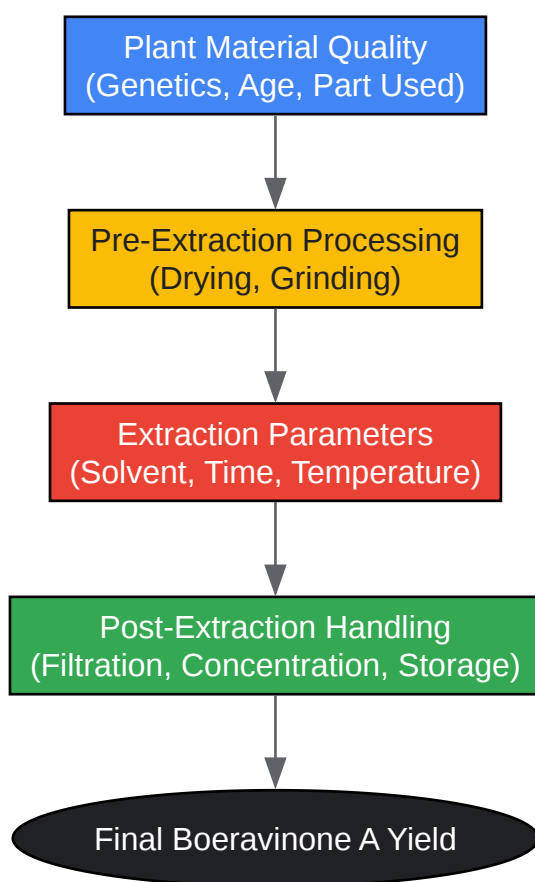 Plant Material Quality
(Genetics, Age, Part Used)
Pre-Extraction Processing
(Drying, Grinding)
Extraction Parameters
(Solvent, Time, Temperature)
Post-Extraction Handling
(Filtration, Concentration, Storage)
Final Boeravinone A Yield